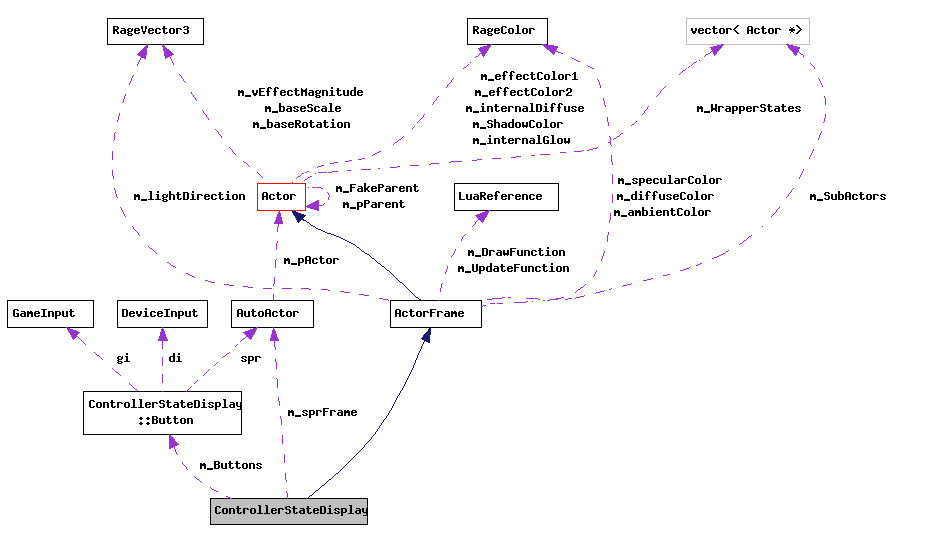 RageVector3
RageColor
vector< Actor *>
m_vEffectMagnitude
m_baseScale
m_baseRotation
m_effectColor1
m_effectColor2
m_internalDiffuse
m_ShadowColor
m_internalGlow
m_WrapperStates
m_lightDirection
Actor
m_FakeParent
m_pParent
LuaReference
m_specularColor
m_diffuseColor
m_ambientColor
m_SubActors
m_pActor
m_DrawFunction
m_UpdateFunction
GameInput
DeviceInput
AutoActor
ActorFrame
gi
di
spr
ControllerStateDisplay
::Button
m_sprFrame
m_Buttons
ControllerStateDisplay